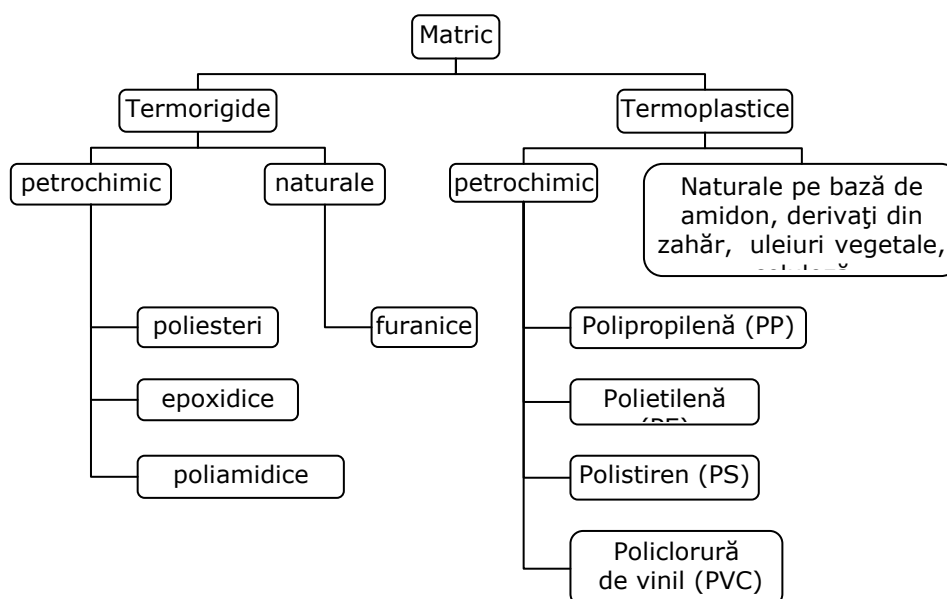 Matric
Termorigide
Termoplastice
petrochimic
naturale
petrochimic
Naturale pe bază de
amidon, derivaţi din
zahăr, uleiuri vegetale,
poliesteri
furanice
Polipropilenă (PP)
epoxidice
Polietilenă
poliamidice
Polistiren (PS)
Policlorură
de vinil (PVC)